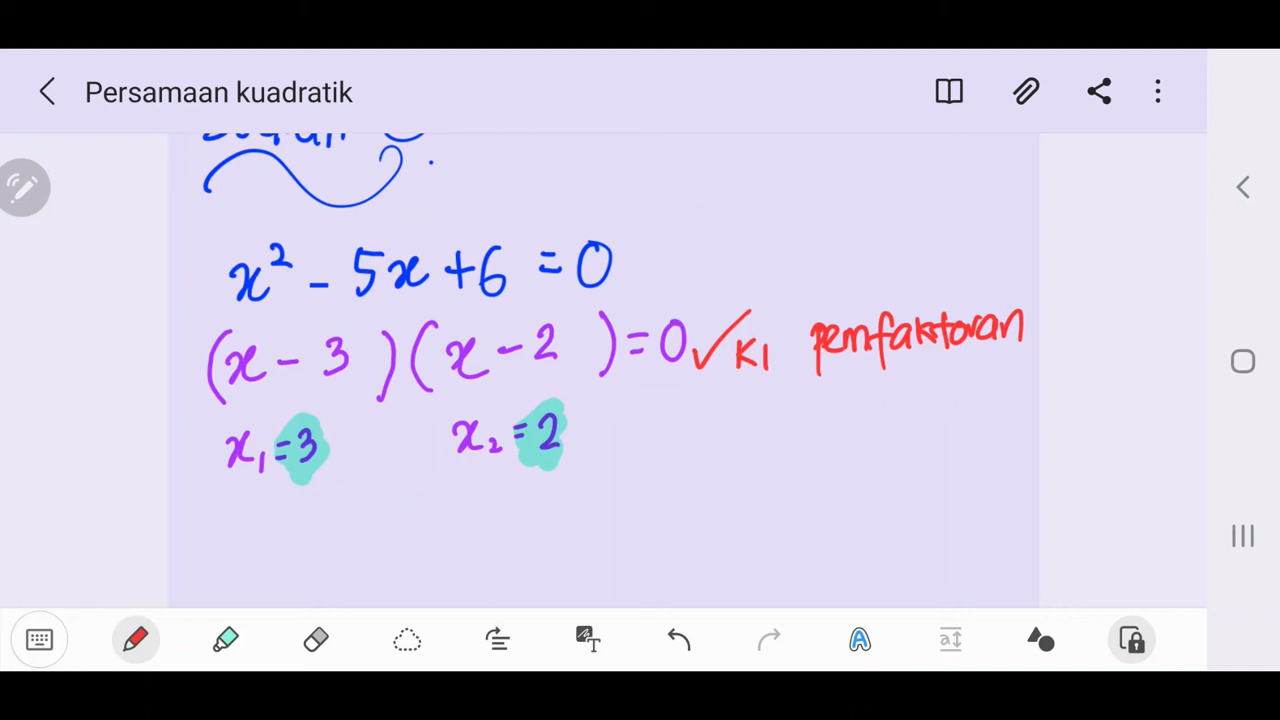 Persamaan kuadratik
x² - 5x + 6 = 0
(x - 3)(x - 2) = 0 ✓ K1 pemfaktoran
x₁ = 3 x₂ = 2